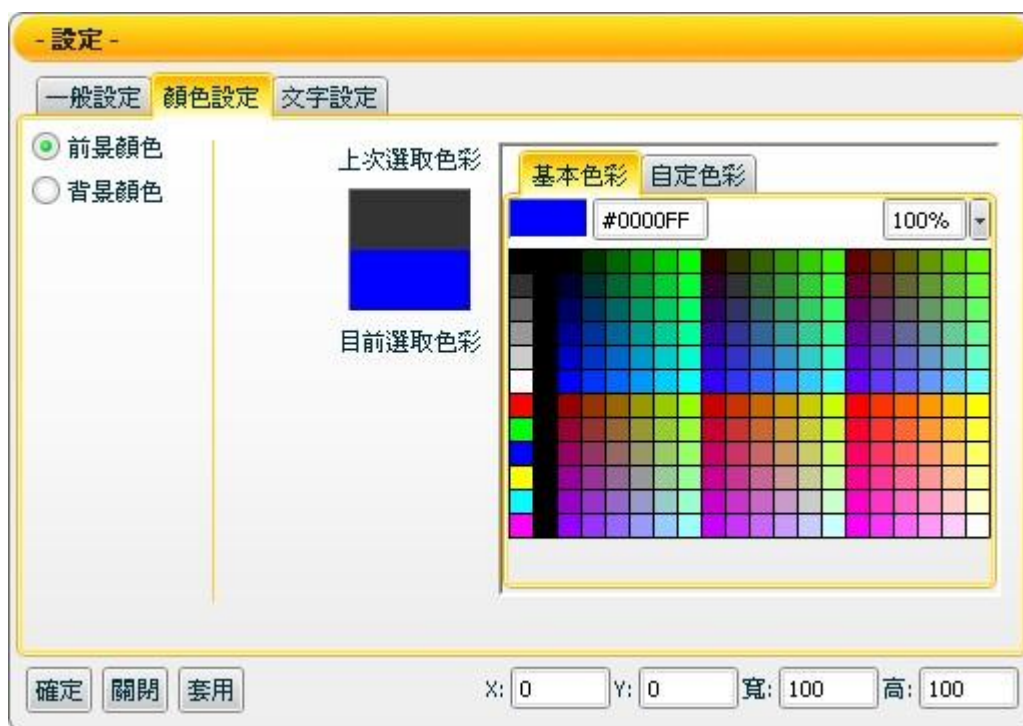 - 設定 -
一般設定 顏色設定 文字設定
前景顏色
背景顏色
上次選取色彩
目前選取色彩
基本色彩 自定色彩
#0000FF 100%
確定 關閉 套用 X: 0 Y: 0 寬: 100 高: 100